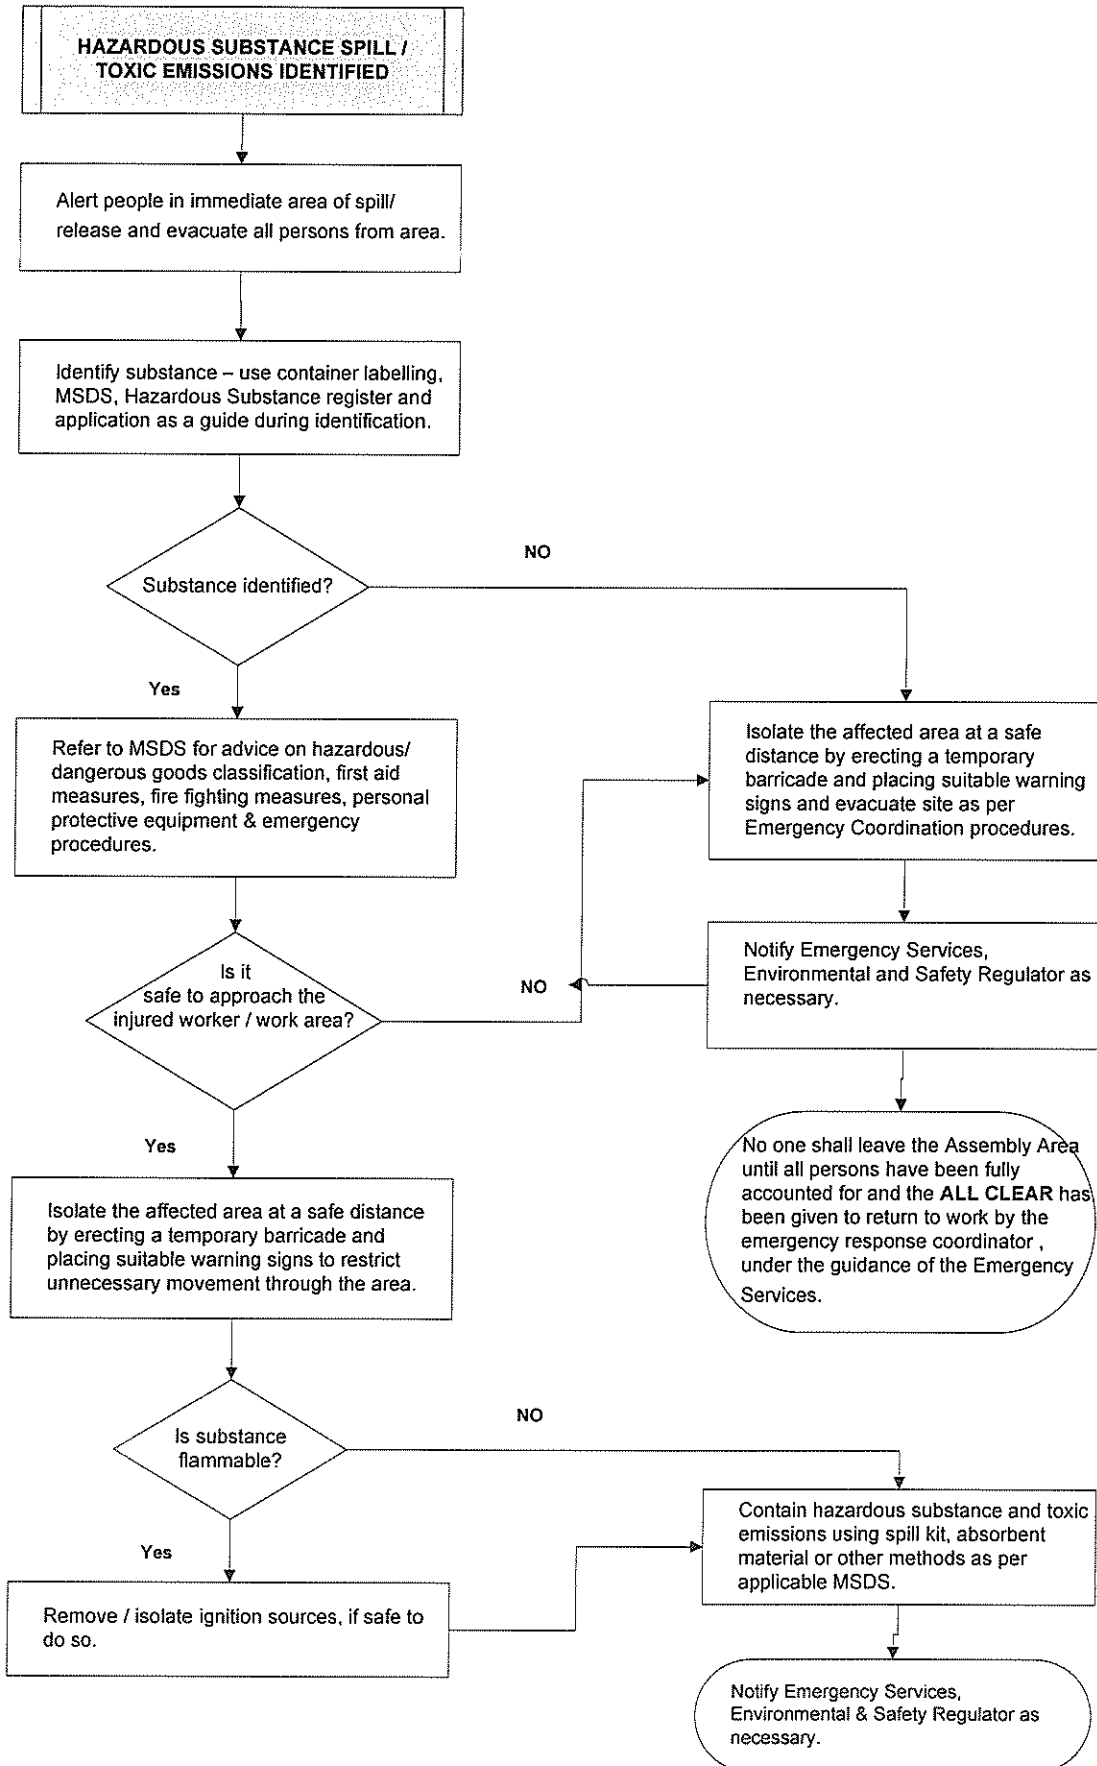 HAZARDOUS SUBSTANCE SPILL /
TOXIC EMISSIONS IDENTIFIED
Alert people in immediate area of spill/
release and evacuate all persons from area.
Identify substance – use container labelling,
MSDS, Hazardous Substance register and
application as a guide during identification.
Substance identified?
NO
Yes
Refer to MSDS for advice on hazardous/
dangerous goods classification, first aid
measures, fire fighting measures, personal
protective equipment & emergency
procedures.
Isolate the affected area at a safe
distance by erecting a temporary
barricade and placing suitable warning
signs and evacuate site as per
Emergency Coordination procedures.
Is it
safe to approach the
injured worker / work area?
NO
Notify Emergency Services,
Environmental and Safety Regulator as
necessary.
Yes
No one shall leave the Assembly Area
until all persons have been fully
accounted for and the ALL CLEAR has
been given to return to work by the
emergency response coordinator ,
under the guidance of the Emergency
Services.
Isolate the affected area at a safe distance
by erecting a temporary barricade and
placing suitable warning signs to restrict
unnecessary movement through the area.
Is substance
flammable?
NO
Yes
Contain hazardous substance and toxic
emissions using spill kit, absorbent
material or other methods as per
applicable MSDS.
Remove / isolate ignition sources, if safe to
do so.
Notify Emergency Services,
Environmental & Safety Regulator as
necessary.